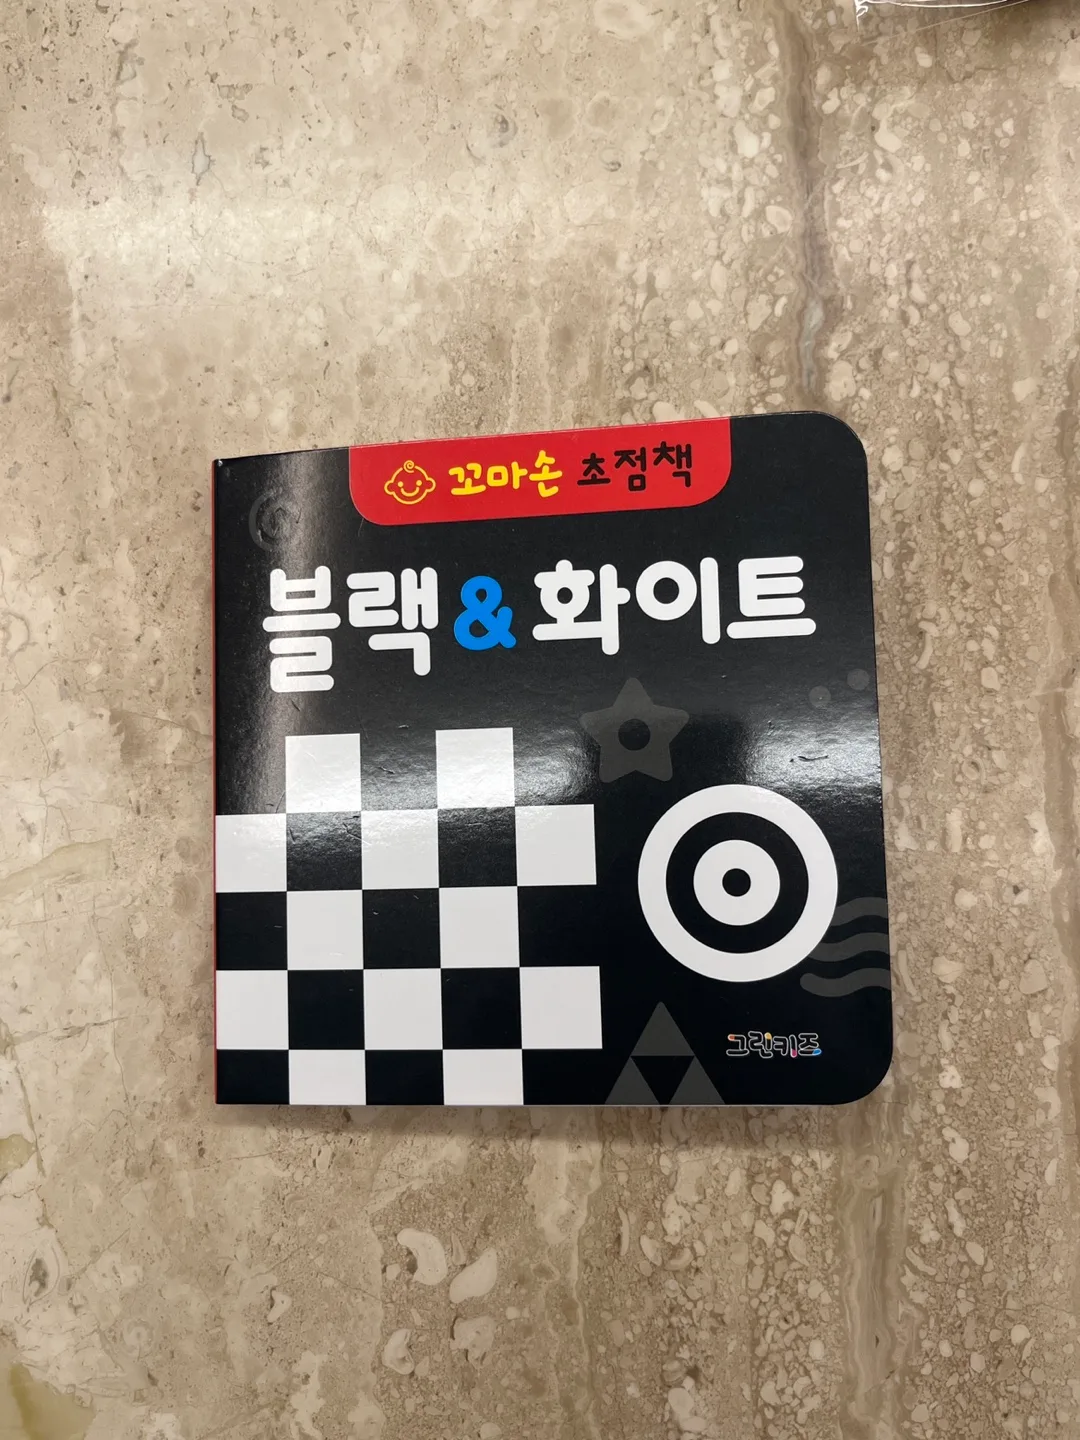 꼬마손 초점책
블랙 & 화이트
그린키즈